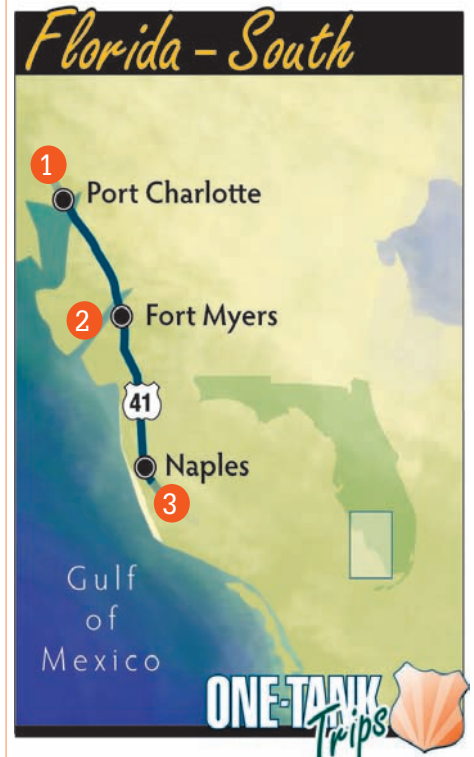 Florida – South
1
Port Charlotte
2
Fort Myers
41
Naples
3
Gulf
of
Mexico
ONE-TANK
Trips